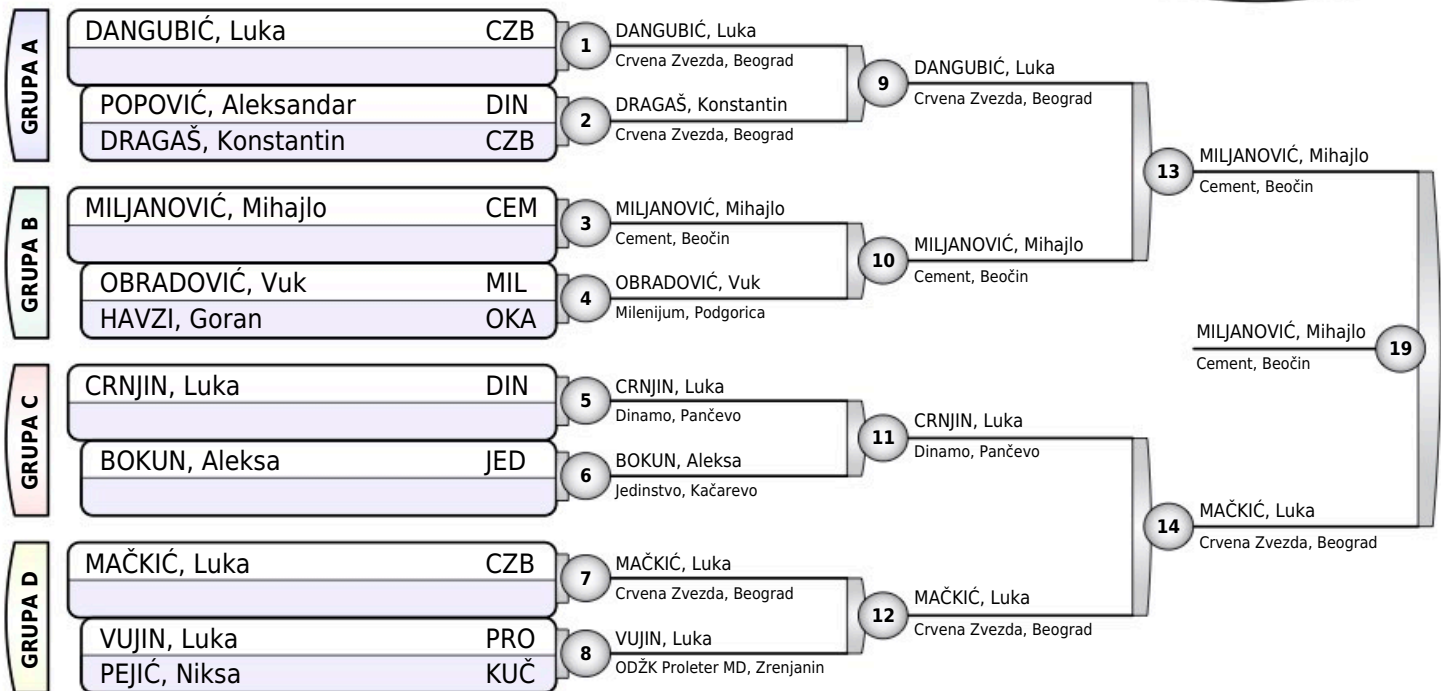 GRUPA A
DANGUBIĆ, Luka CZB
POPOVIĆ, Aleksandar DIN
DRAGAŠ, Konstantin CZB
GRUPA B
MILJANOVIĆ, Mihajlo CEM
OBRADOVIĆ, Vuk MIL
HAVZI, Goran OKA
GRUPA C
CRNJIN, Luka DIN
BOKUN, Aleksa JED
GRUPA D
MAČKIĆ, Luka CZB
VUJIN, Luka PRO
PEJIĆ, Niksa KUČ
1
DANGUBIĆ, Luka
Crvena Zvezda, Beograd
2
DRAGAŠ, Konstantin
Crvena Zvezda, Beograd
3
MILJANOVIĆ, Mihajlo
Cement, Beočin
4
OBRADOVIĆ, Vuk
Milenijum, Podgorica
5
CRNJIN, Luka
Dinamo, Pančevo
6
BOKUN, Aleksa
Jedinstvo, Kačarevo
7
MAČKIĆ, Luka
Crvena Zvezda, Beograd
8
VUJIN, Luka
ODŽK Proleter MD, Zrenjanin
9
DANGUBIĆ, Luka
Crvena Zvezda, Beograd
10
MILJANOVIĆ, Mihajlo
Cement, Beočin
11
CRNJIN, Luka
Dinamo, Pančevo
12
MAČKIĆ, Luka
Crvena Zvezda, Beograd
13
MILJANOVIĆ, Mihajlo
Cement, Beočin
14
MAČKIĆ, Luka
Crvena Zvezda, Beograd
MILJANOVIĆ, Mihajlo
Cement, Beočin
19